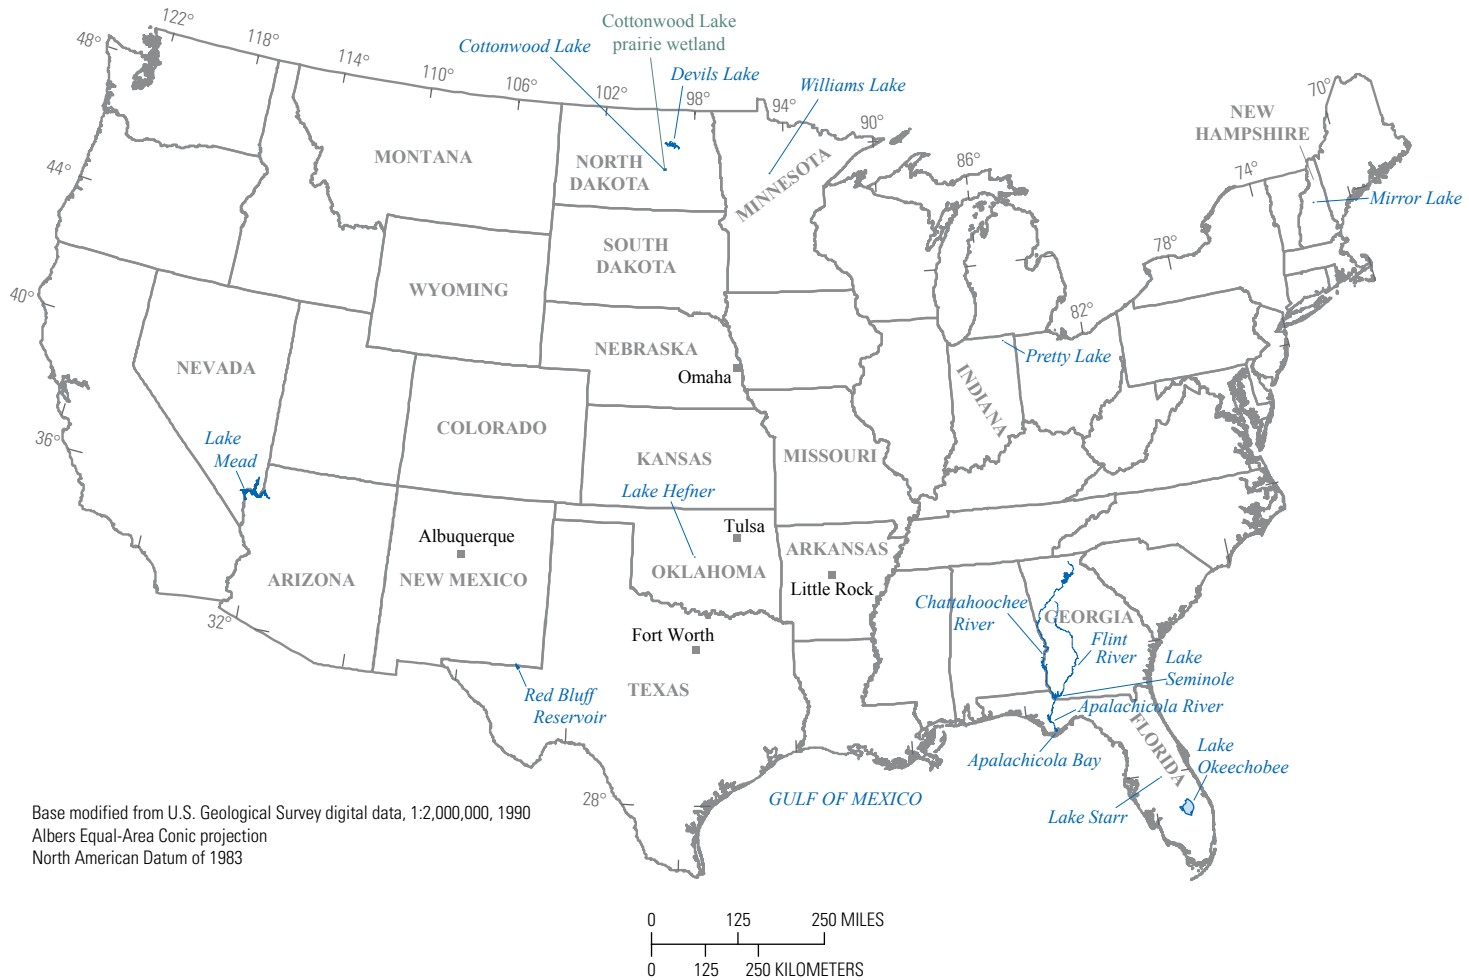 122°
48°
118°
114°
110°
106°
102°
98°
94°
90°
86°
82°
78°
74°
70°
44°
40°
36°
32°
28°
Cottonwood Lake
prairie wetland
Cottonwood Lake
Devils Lake
Williams Lake
NEW
HAMPSHIRE
Mirror Lake
MONTANA
NORTH
DAKOTA
MINNESOTA
SOUTH
DAKOTA
WYOMING
NEBRASKA
Omaha
NEVADA
Pretty Lake
INDIANA
COLORADO
KANSAS
MISSOURI
Lake
Mead
Lake Hefner
Tulsa
Albuquerque
ARIZONA
NEW MEXICO
OKLAHOMA
ARKANSAS
Little Rock
Fort Worth
TEXAS
Red Bluff
Reservoir
Chattahoochee
River
GEORGIA
Flint
River
Lake
Seminole
Apalachicola River
Apalachicola Bay
FLORIDA
Lake
Okeechobee
Lake Starr
GULF OF MEXICO
Base modified from U.S. Geological Survey digital data, 1:2,000,000, 1990
Albers Equal-Area Conic projection
North American Datum of 1983
0 125 250 MILES
0 125 250 KILOMETERS